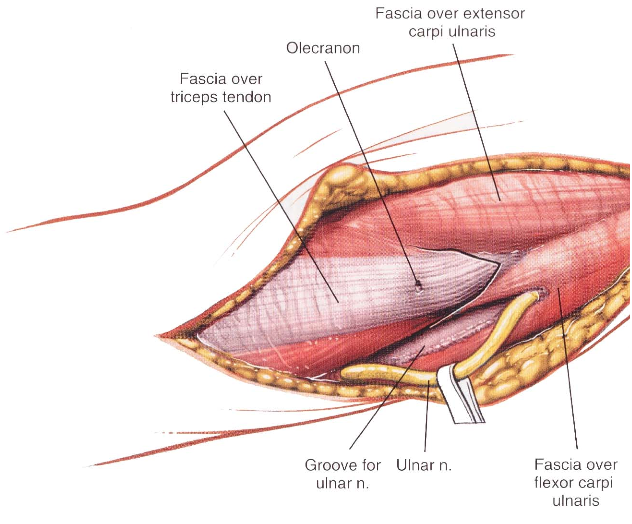 Fascia over extensor
carpi ulnaris
Olecranon
Fascia over
triceps tendon
Groove for
ulnar n.
Ulnar n.
Fascia over
flexor carpi
ulnaris